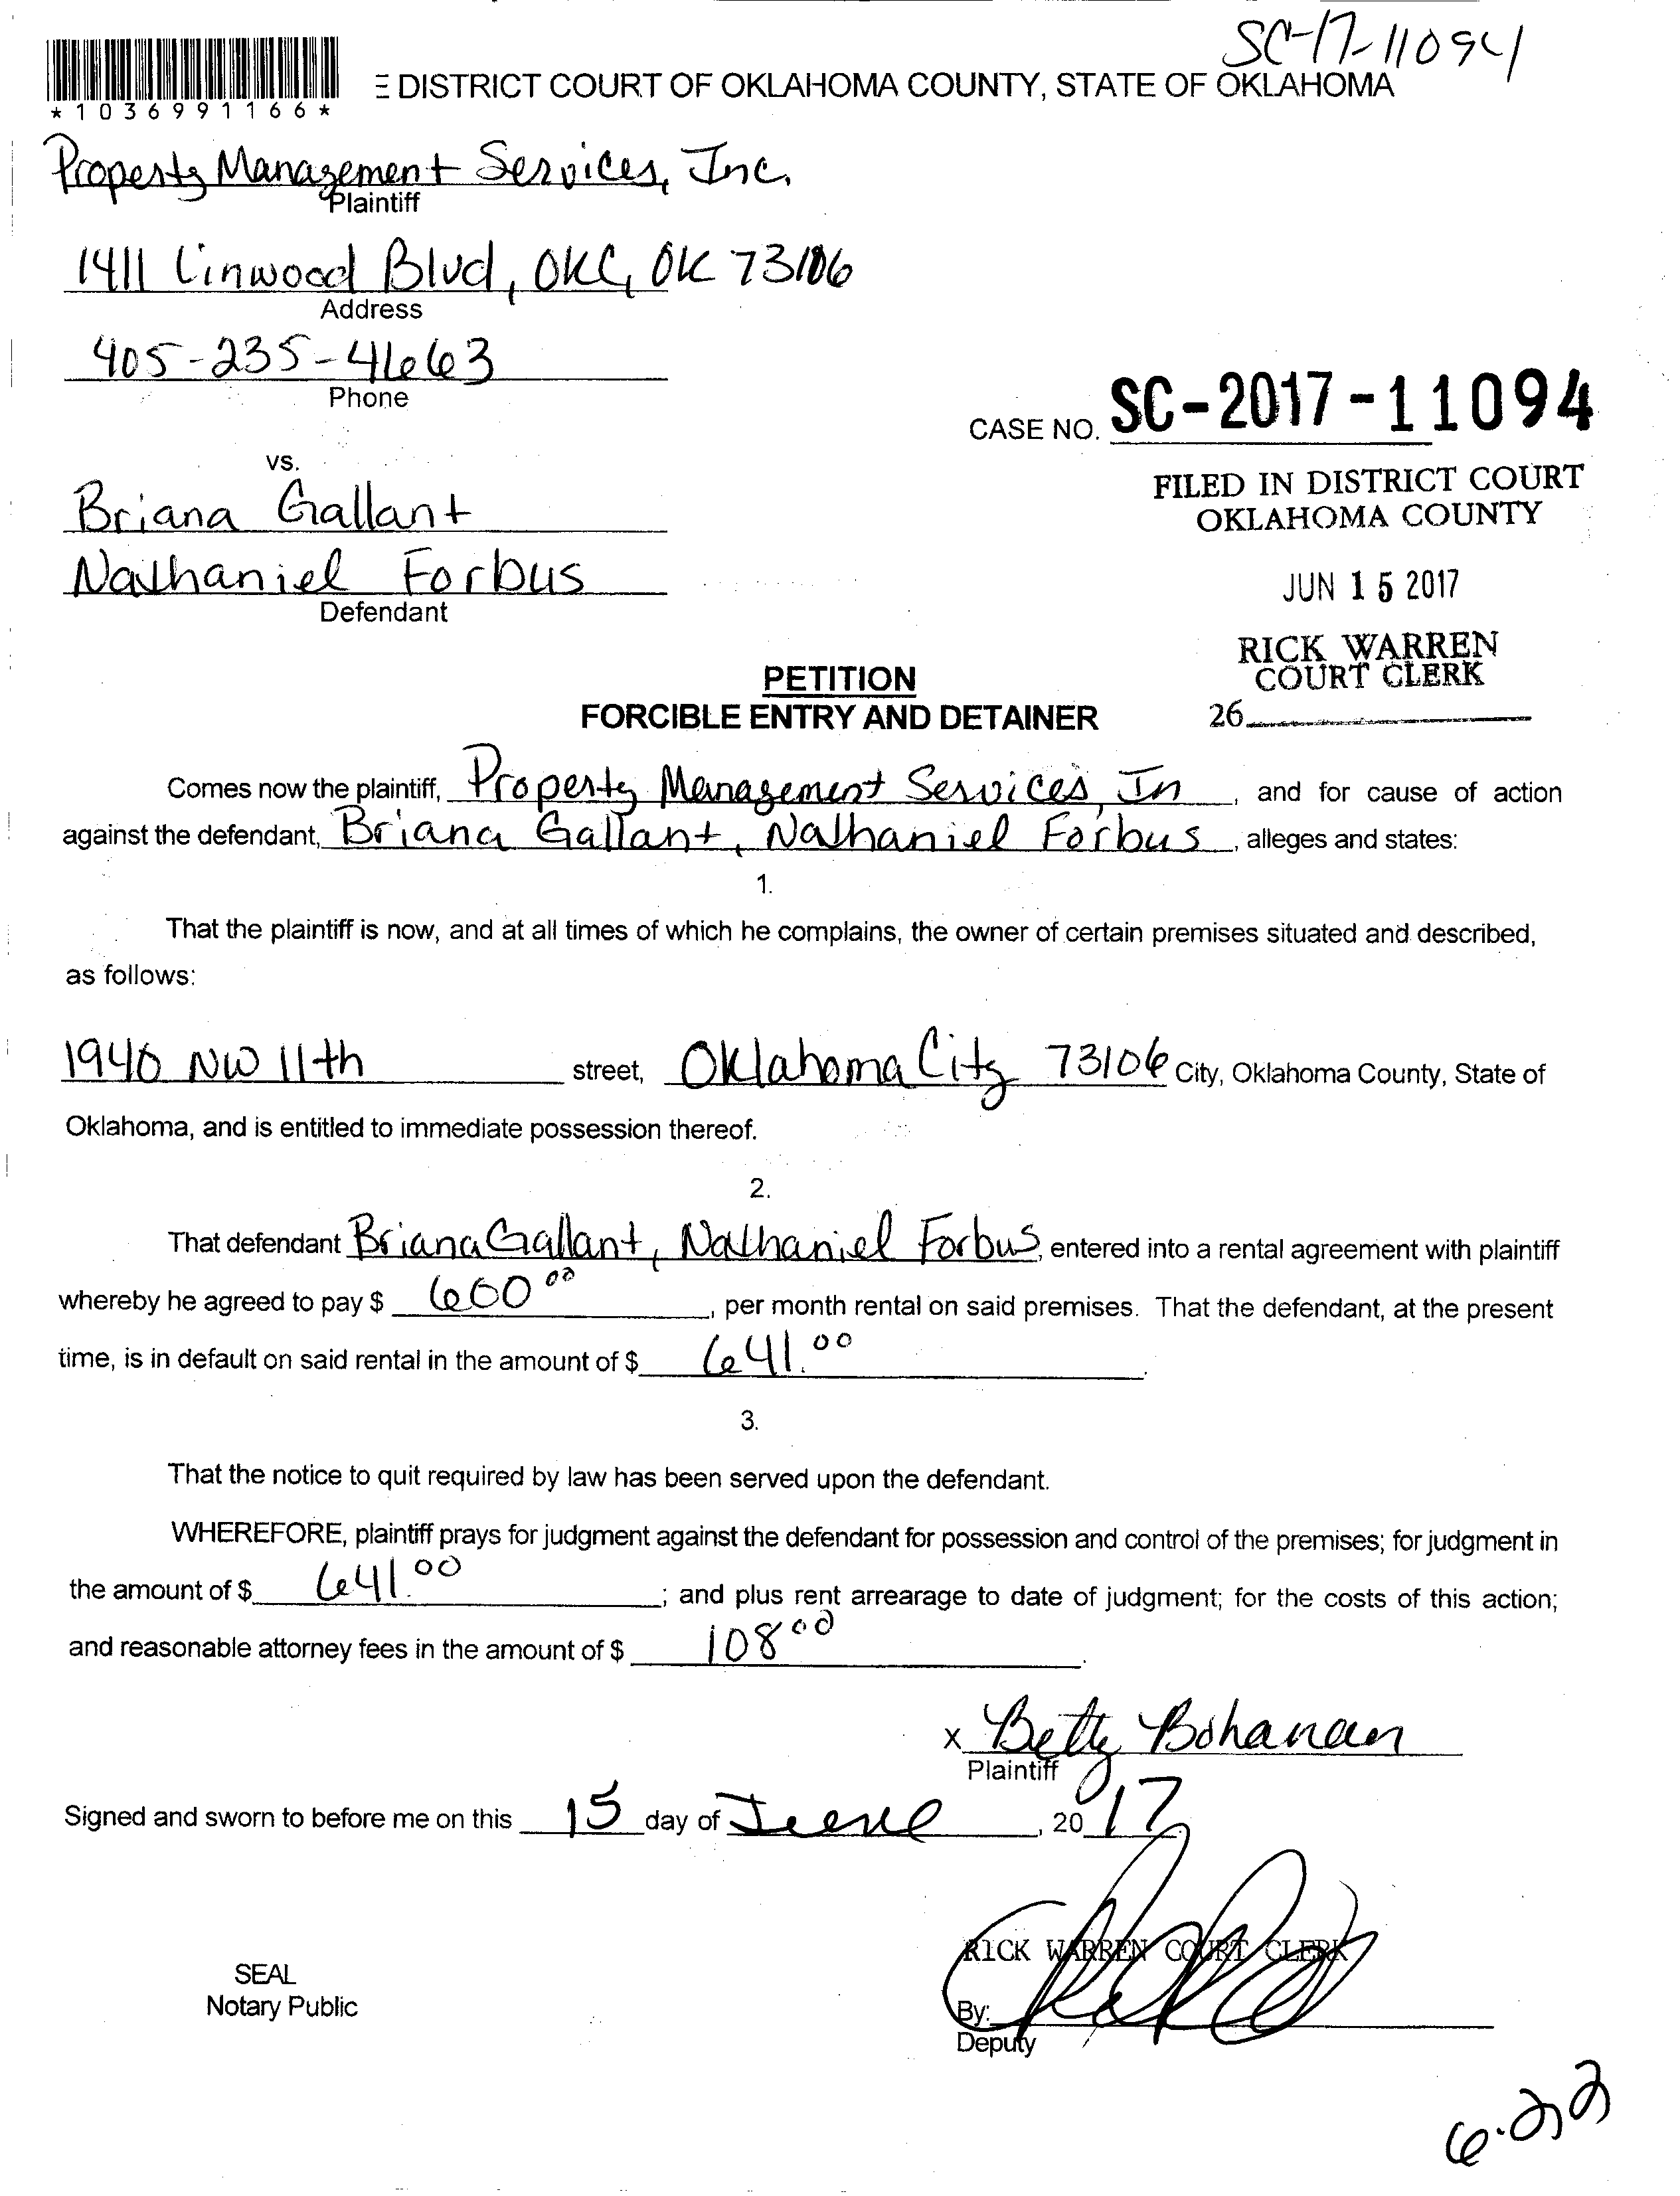 SC-17-11094
*1036991166*
E DISTRICT COURT OF OKLAHOMA COUNTY, STATE OF OKLAHOMA
Property Management Services, Inc.
Plaintiff
1411 Linwood Blvd, OKC, OK 73106
Address
405-235-4663
Phone
CASE NO. SC-2017-11094
vs.
FILED IN DISTRICT COURT
OKLAHOMA COUNTY
Briana Gallant
Nathaniel Forbus
Defendant
JUN 15 2017
RICK WARREN
COURT CLERK
26
PETITION
FORCIBLE ENTRY AND DETAINER
Comes now the plaintiff, Property Management Services, In, and for cause of action
against the defendant, Briana Gallant, Nathaniel Forbus, alleges and states:
1.
That the plaintiff is now, and at all times of which he complains, the owner of certain premises situated and described,
as follows:
1940 NW 11th street, Oklahoma City 73106 City, Oklahoma County, State of
Oklahoma, and is entitled to immediate possession thereof.
2.
That defendant Briana Gallant, Nathaniel Forbus, entered into a rental agreement with plaintiff
whereby he agreed to pay $ 600 00, per month rental on said premises. That the defendant, at the present
time, is in default on said rental in the amount of $ 641.00.
3.
That the notice to quit required by law has been served upon the defendant.
WHEREFORE, plaintiff prays for judgment against the defendant for possession and control of the premises; for judgment in
the amount of $ 641.00; and plus rent arrearage to date of judgment; for the costs of this action;
and reasonable attorney fees in the amount of $ 108 00.
x Betty Bohanan
Plaintiff
Signed and sworn to before me on this 15 day of June, 20 17.
RICK WARREN COURT CLERK
SEAL
Notary Public
By:
Deputy
6-22